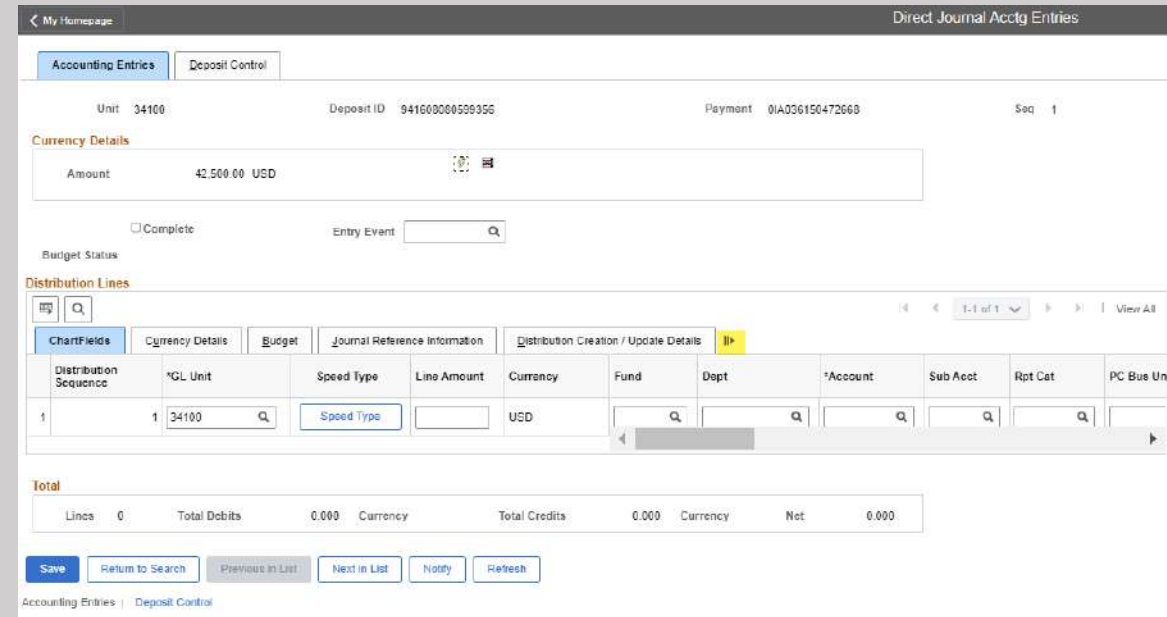 My Homepage
Direct Journal Acctg Entries
Accounting Entries Deposit Control
Unit 34100 Deposit ID 941608080599356 Payment 0IA036150472668 Seq 1
Currency Details
Amount 42,500.00 USD
Complete Entry Event
Budget Status
Distribution Lines
1-1 of 1 View All
ChartFields Currency Details Budget Journal Reference Information Distribution Creation / Update Details
Distribution Sequence *GL Unit Speed Type Line Amount Currency Fund Dept *Account Sub Acct Rpt Cat PC Bus Un
1 1 34100 Speed Type USD
Total
Lines 0 Total Debits 0.000 Currency Total Credits 0.000 Currency Net 0.000
Save Return to Search Previous in List Next in List Notify Refresh
Accounting Entries | Deposit Control